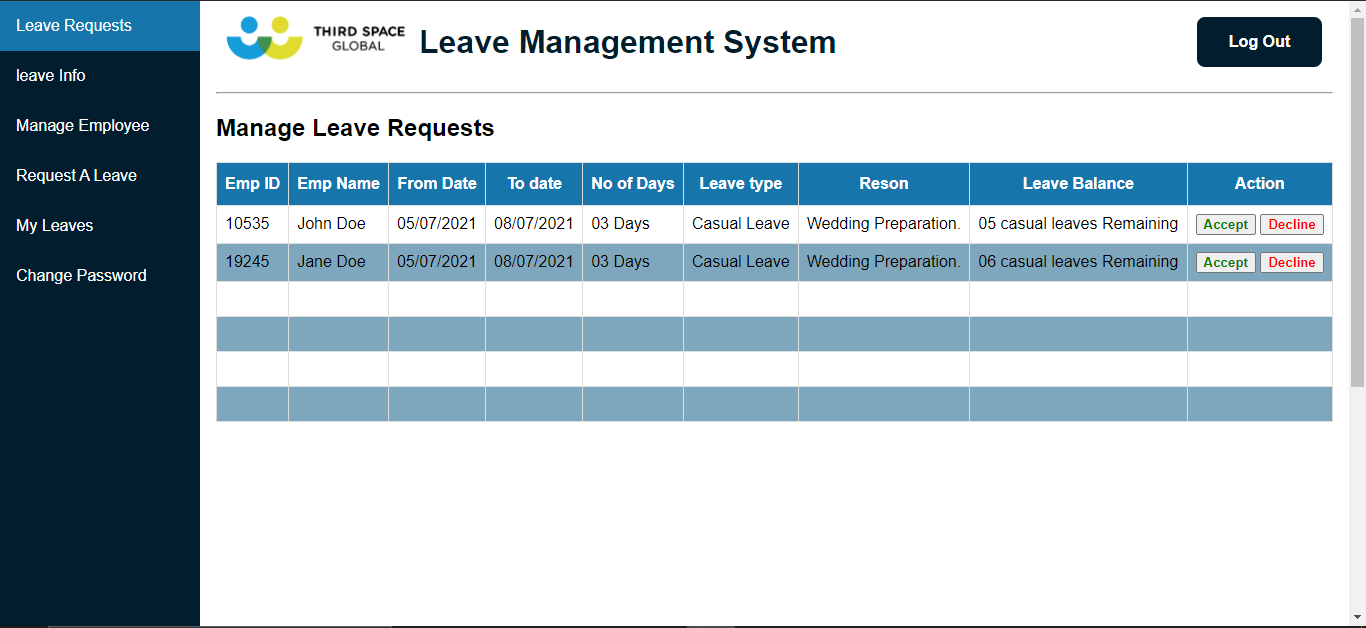 Leave Requests
leave Info
Manage Employee
Request A Leave
My Leaves
Change Password
THIRD SPACE
GLOBAL
Leave Management System
Log Out
Manage Leave Requests
Emp ID Emp Name From Date To date No of Days Leave type Reson Leave Balance Action
10535 John Doe 05/07/2021 08/07/2021 03 Days Casual Leave Wedding Preparation. 05 casual leaves Remaining Accept Decline
19245 Jane Doe 05/07/2021 08/07/2021 03 Days Casual Leave Wedding Preparation. 06 casual leaves Remaining Accept Decline